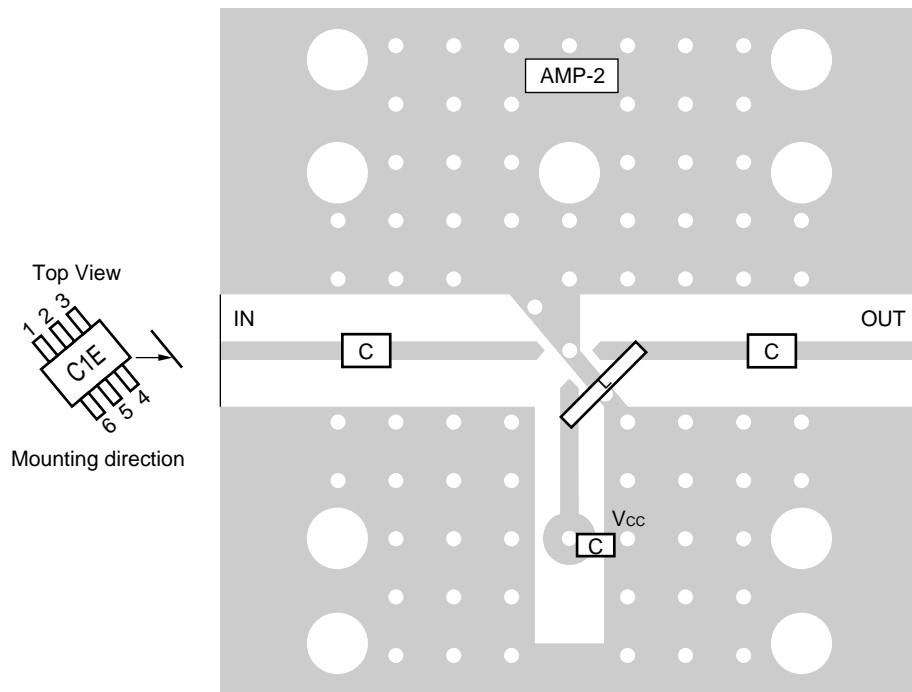 AMP-2
Top View
1 2 3
C1E
6 5 4
Mounting direction
IN
OUT
C
C
L
VCC
C